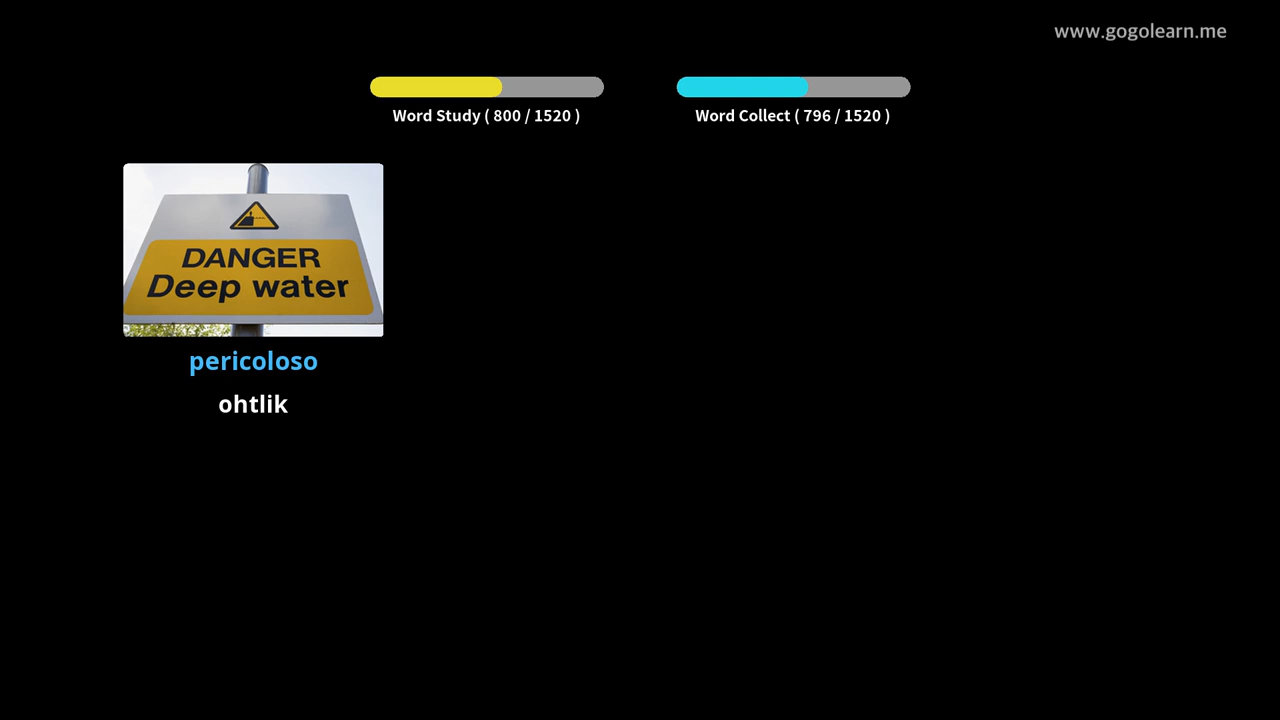 www.gogolearn.me
Word Study ( 800 / 1520 )
Word Collect ( 796 / 1520 )
DANGER
Deep water
pericoloso
ohtlik